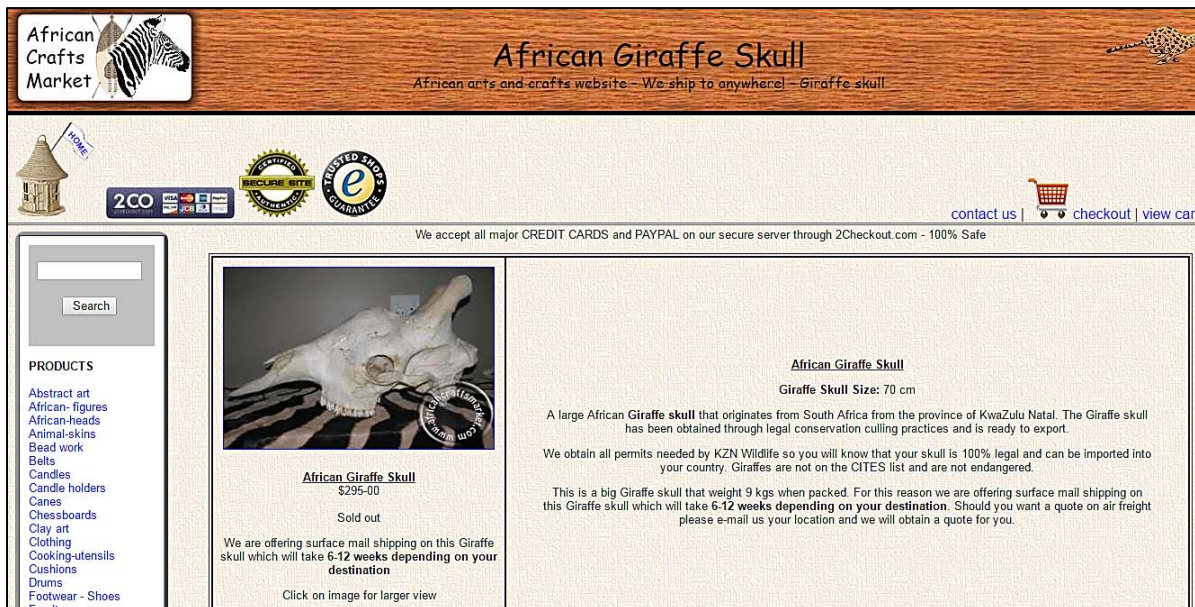 African
Crafts
Market
African Giraffe Skull
African arts and crafts website - We ship to anywhere! - Giraffe skull
HOME
2CO
VISA
PayPal
JCB
CERTIFIED
SECURE SITE
AUTHENTIC
TRUSTED SHOPS
e
GUARANTEE
contact us | checkout | view car
We accept all major CREDIT CARDS and PAYPAL on our secure server through 2Checkout.com - 100% Safe
Search
PRODUCTS
Abstract art
African- figures
African-heads
Animal-skins
Bead work
Belts
Candles
Candle holders
Canes
Chessboards
Clay art
Clothing
Cooking-utensils
Cushions
Drums
Footwear - Shoes
www.africancraftsmarket.com
African Giraffe Skull
$295-00
Sold out
We are offering surface mail shipping on this Giraffe
skull which will take 6-12 weeks depending on your
destination
Click on image for larger view
African Giraffe Skull
Giraffe Skull Size: 70 cm
A large African Giraffe skull that originates from South Africa from the province of KwaZulu Natal. The Giraffe skull
has been obtained through legal conservation culling practices and is ready to export.
We obtain all permits needed by KZN Wildlife so you will know that your skull is 100% legal and can be imported into
your country. Giraffes are not on the CITES list and are not endangered.
This is a big Giraffe skull that weight 9 kgs when packed. For this reason we are offering surface mail shipping on
this Giraffe skull which will take 6-12 weeks depending on your destination. Should you want a quote on air freight
please e-mail us your location and we will obtain a quote for you.